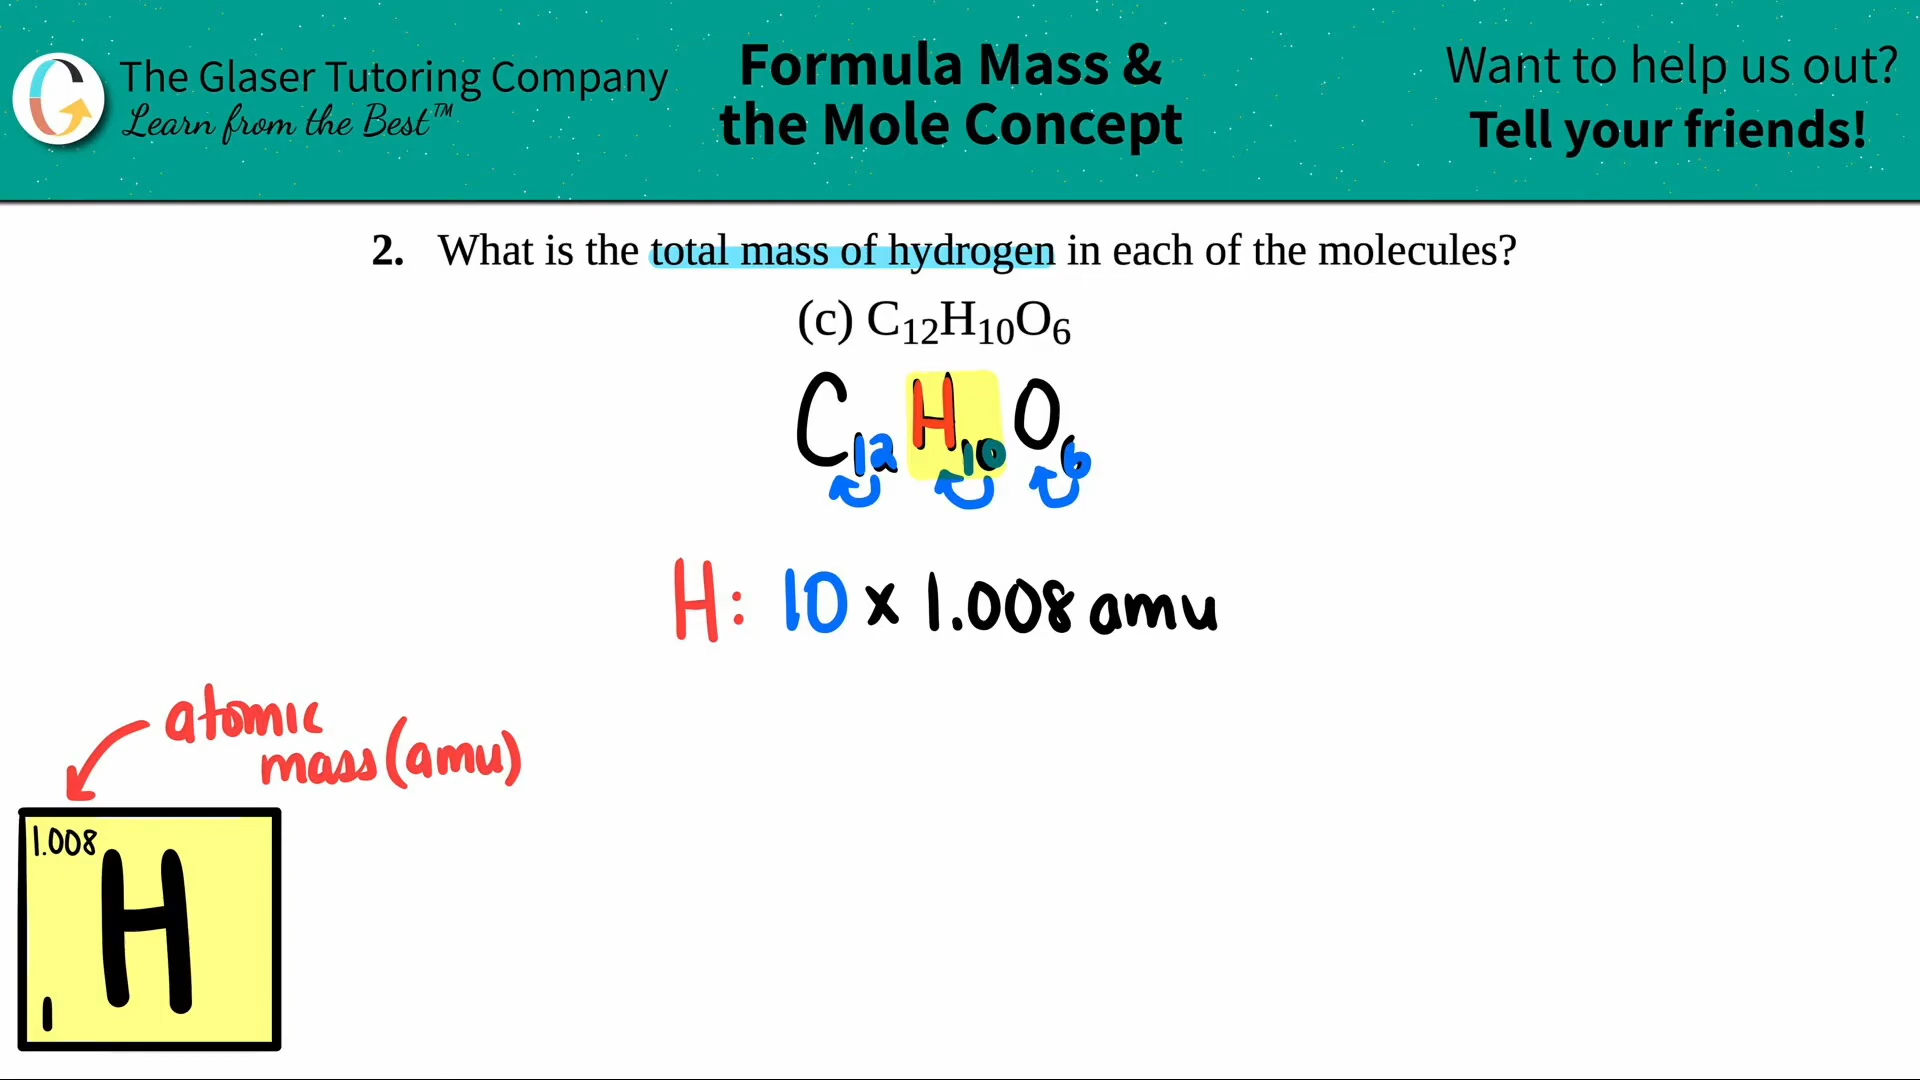 The Glaser Tutoring Company
Learn from the Best™
Formula Mass &
the Mole Concept
Want to help us out?
Tell your friends!
2. What is the total mass of hydrogen in each of the molecules?
(c) C₁₂H₁₀O₆
C₁₂H₁₀O₆
H: 10 x 1.008 amu
atomic
mass (amu)
1.008
H
1